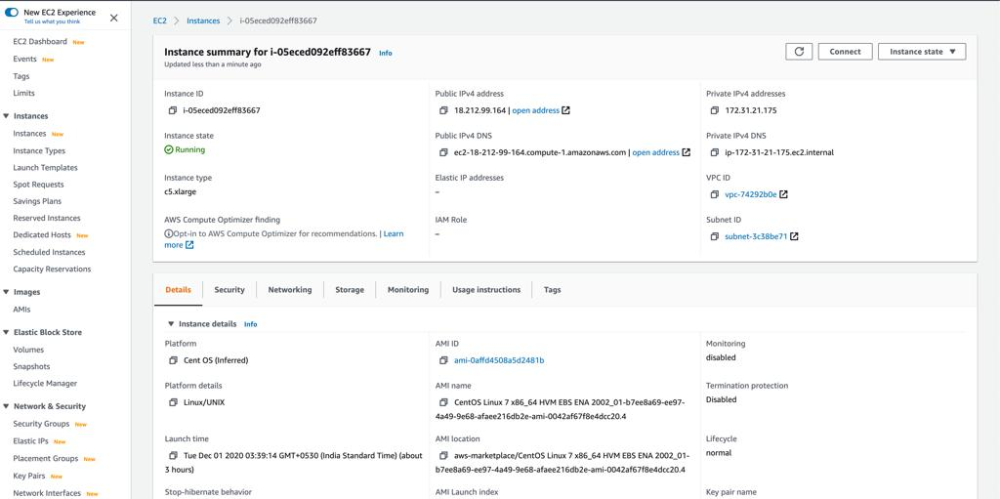 New EC2 Experience
Tell us what you think
EC2 Dashboard New
Events New
Tags
Limits
Instances
Instances New
Instance Types
Launch Templates
Spot Requests
Savings Plans
Reserved Instances
Dedicated Hosts New
Scheduled Instances
Capacity Reservations
Images
AMIs
Elastic Block Store
Volumes
Snapshots
Lifecycle Manager
Network & Security
Security Groups New
Elastic IPs New
Placement Groups New
Key Pairs New
Network Interfaces New
EC2 > Instances > i-05eced092eff83667
Instance summary for i-05eced092eff83667 Info
Updated less than a minute ago
Connect
Instance state
Instance ID
i-05eced092eff83667
Public IPv4 address
18.212.99.164 | open address
Private IPv4 addresses
172.31.21.175
Instance state
Running
Public IPv4 DNS
ec2-18-212-99-164.compute-1.amazonaws.com | open address
Private IPv4 DNS
ip-172-31-21-175.ec2.internal
Instance type
c5.xlarge
Elastic IP addresses
–
VPC ID
vpc-74292b0e
AWS Compute Optimizer finding
Opt-in to AWS Compute Optimizer for recommendations. | Learn
more
IAM Role
–
Subnet ID
subnet-3c38be71
Details
Security
Networking
Storage
Monitoring
Usage instructions
Tags
Instance details Info
Platform
Cent OS (Inferred)
AMI ID
ami-0affd4508a5d2481b
Monitoring
disabled
Platform details
Linux/UNIX
AMI name
CentOS Linux 7 x86_64 HVM EBS ENA 2002_01-b7ee8a69-ee97-
4a49-9e68-afaee216db2e-ami-0042af67f8e4dcc20.4
Termination protection
Disabled
Launch time
Tue Dec 01 2020 03:39:14 GMT+0530 (India Standard Time) (about
3 hours)
AMI location
aws-marketplace/CentOS Linux 7 x86_64 HVM EBS ENA 2002_01-
b7ee8a69-ee97-4a49-9e68-afaee216db2e-ami-0042af67f8e4dcc20.4
Lifecycle
normal
Stop-hibernate behavior
AMI Launch index
Key pair name